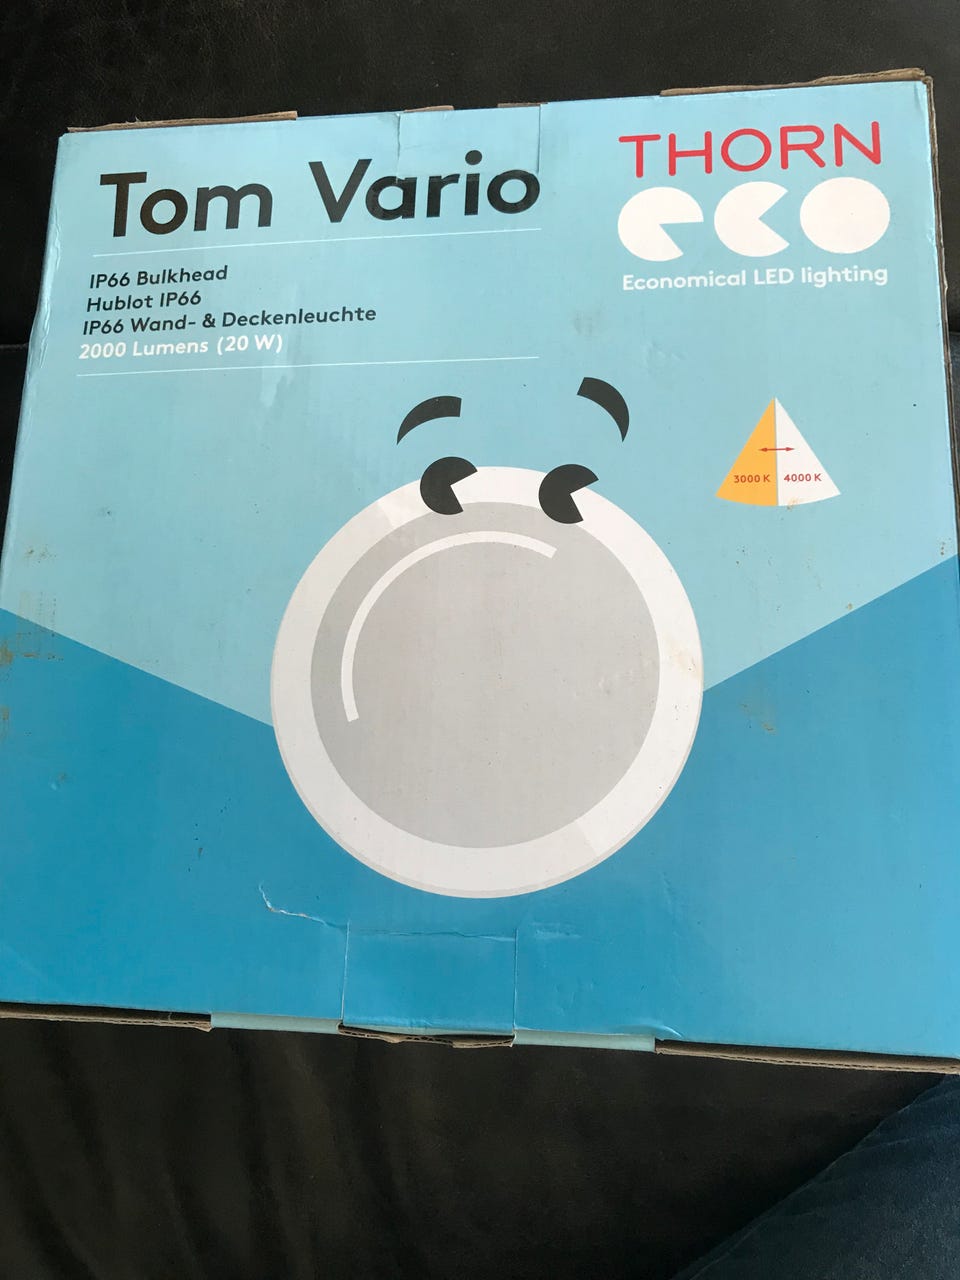 Tom Vario
THORN
eco
Economical LED lighting
IP66 Bulkhead
Hublot IP66
IP66 Wand- & Deckenleuchte
2000 Lumens (20 W)
3000 K 4000 K